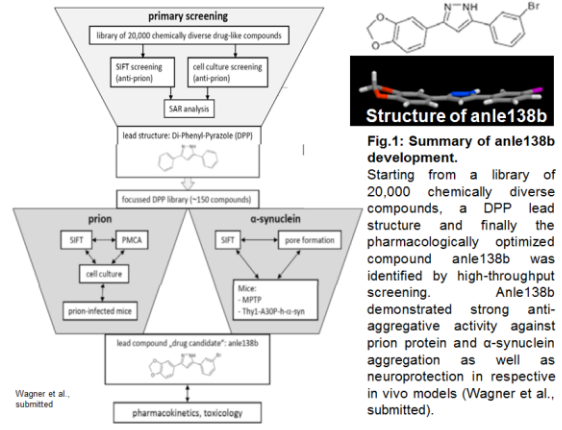 primary screening
library of 20,000 chemically diverse drug-like compounds
SIFT screening
(anti-prion)
cell culture screening
(anti-prion)
SAR analysis
lead structure: Di-Phenyl-Pyrazole (DPP)
N-NH
focussed DPP library (~150 compounds)
prion
SIFT
PMCA
cell culture
prion-infected mice
α-synuclein
SIFT
pore formation
Mice:
- MPTP
- Thy1-A30P-h-α-syn
lead compound „drug candidate": anle138b
N-NH
Br
O
O
pharmacokinetics, toxicology
Wagner et al.,
submitted
N-NH
Br
O
O
Structure of anle138b
Fig.1: Summary of anle138b
development.
Starting from a library of
20,000 chemically diverse
compounds, a DPP lead
structure and finally the
pharmacologically optimized
compound anle138b was
identified by high-throughput
screening. Anle138b
demonstrated strong anti-
aggregative activity against
prion protein and α-synuclein
aggregation as well as
neuroprotection in respective
in vivo models (Wagner et al.,
submitted).